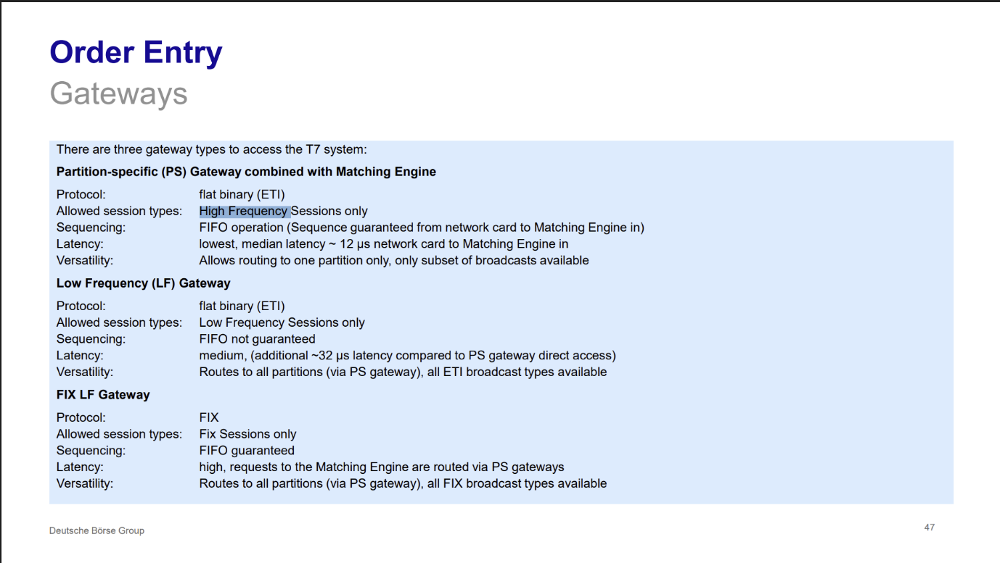 Order Entry
Gateways
There are three gateway types to access the T7 system:
Partition-specific (PS) Gateway combined with Matching Engine
Protocol: flat binary (ETI)
Allowed session types: High Frequency Sessions only
Sequencing: FIFO operation (Sequence guaranteed from network card to Matching Engine in)
Latency: lowest, median latency ~ 12 µs network card to Matching Engine in
Versatility: Allows routing to one partition only, only subset of broadcasts available
Low Frequency (LF) Gateway
Protocol: flat binary (ETI)
Allowed session types: Low Frequency Sessions only
Sequencing: FIFO not guaranteed
Latency: medium, (additional ~32 µs latency compared to PS gateway direct access)
Versatility: Routes to all partitions (via PS gateway), all ETI broadcast types available
FIX LF Gateway
Protocol: FIX
Allowed session types: Fix Sessions only
Sequencing: FIFO guaranteed
Latency: high, requests to the Matching Engine are routed via PS gateways
Versatility: Routes to all partitions (via PS gateway), all FIX broadcast types available
Deutsche Börse Group
47